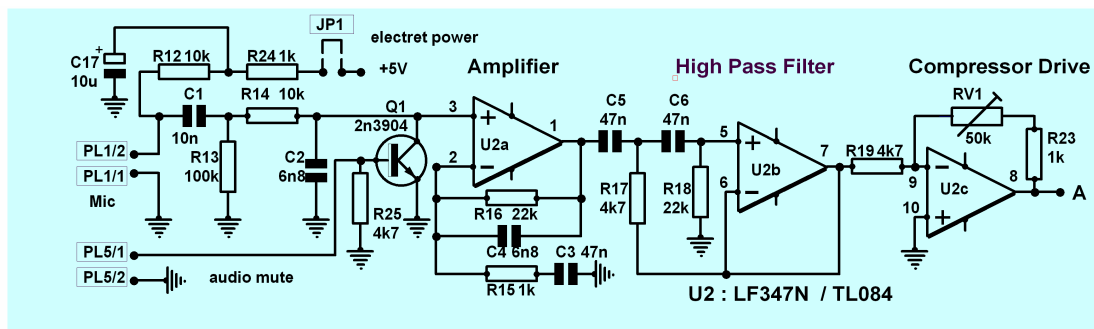 JP1
electret power
+
C17
10u
R12 10k
R24 1k
+5V
Amplifier
High Pass Filter
Compressor Drive
C1
10n
R14 10k
Q1
2n3904
3
+
U2a
1
2
−
C5
47n
C6
47n
5
+
U2b
7
6
−
RV1
50k
R19 4k7
R23
1k
9
−
U2c
8
A
10
+
PL1/2
PL1/1
Mic
R13
100k
C2
6n8
R25
4k7
R16 22k
C4 6n8
C3 47n
R15 1k
R17
4k7
R18
22k
PL5/1
PL5/2
audio mute
U2 : LF347N / TL084